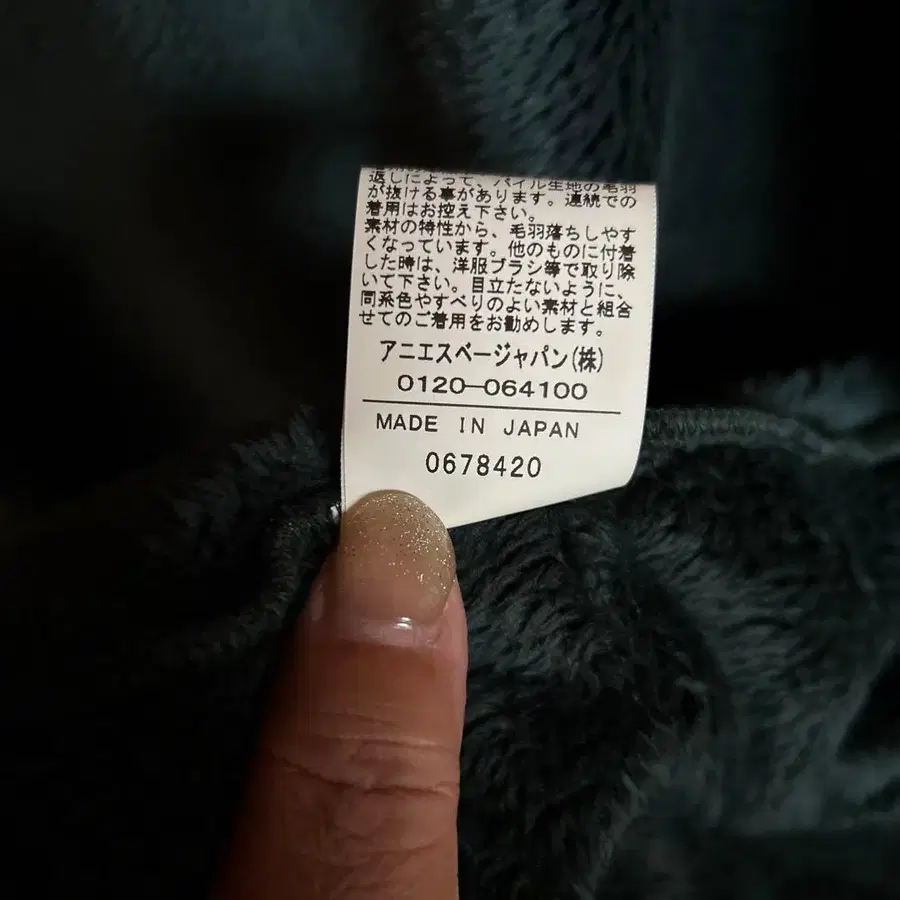 返しによって、パイル生地の毛羽
が抜ける事があります。連続での
着用はお控え下さい。
素材の特性から、毛羽落ちしやす
くなっています。他のものに付着
した時は、洋服ブラシ等で取り除
いて下さい。目立たないように、
同系色やすべりのよい素材と組合
せてのご着用をお勧めします。
アニエスベージャパン(株)
0120-064100
MADE IN JAPAN
0678420